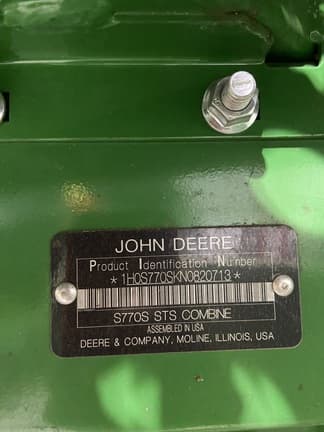 JOHN DEERE
Product Identification Number
*1H0S770SKN0820713*
S770S STS COMBINE
ASSEMBLED IN USA
DEERE & COMPANY, MOLINE, ILLINOIS, USA